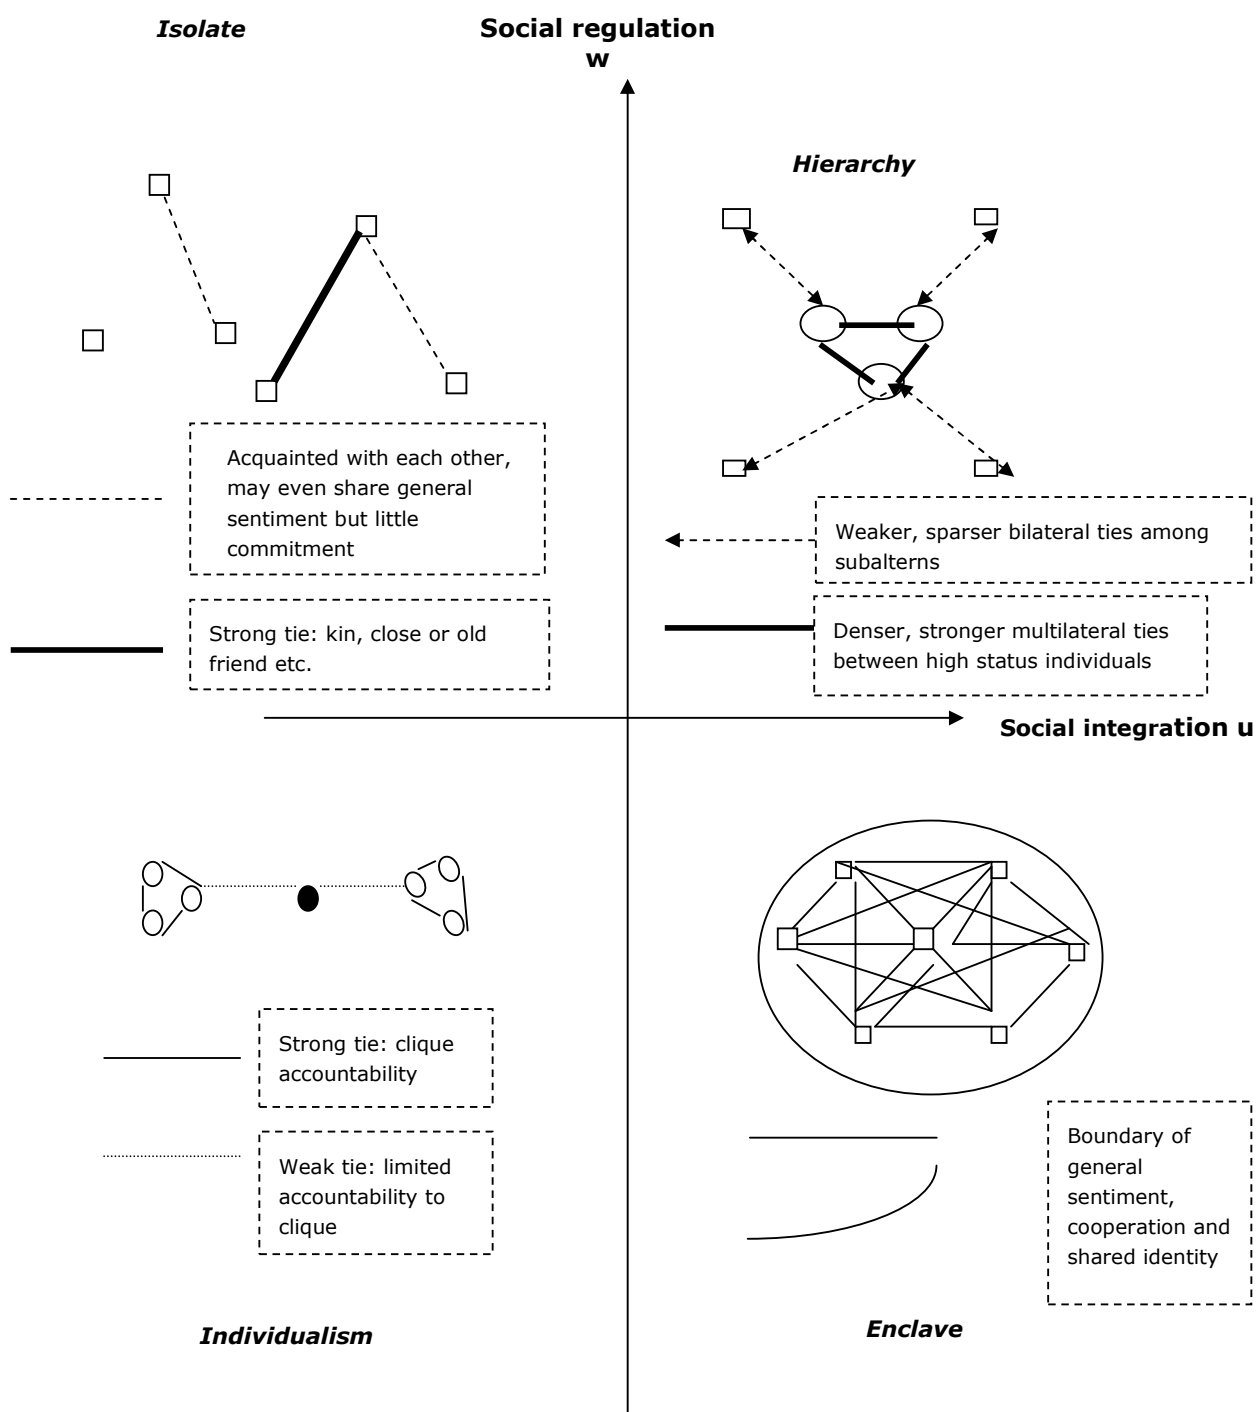 Isolate
Social regulation
w
Hierarchy
Acquainted with each other,
may even share general
sentiment but little
commitment
Strong tie: kin, close or old
friend etc.
Weaker, sparser bilateral ties among
subalterns
Denser, stronger multilateral ties
between high status individuals
Social integration u
Strong tie: clique
accountability
Weak tie: limited
accountability to
clique
Boundary of
general
sentiment,
cooperation and
shared identity
Individualism
Enclave